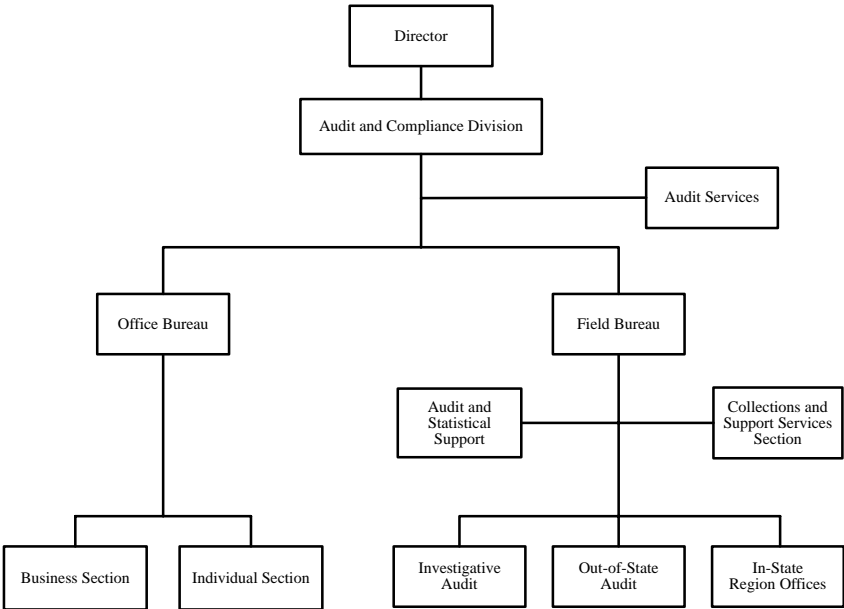 Director
Audit and Compliance Division
Audit Services
Office Bureau
Field Bureau
Audit and
Statistical
Support
Collections and
Support Services
Section
Business Section
Individual Section
Investigative
Audit
Out-of-State
Audit
In-State
Region Offices